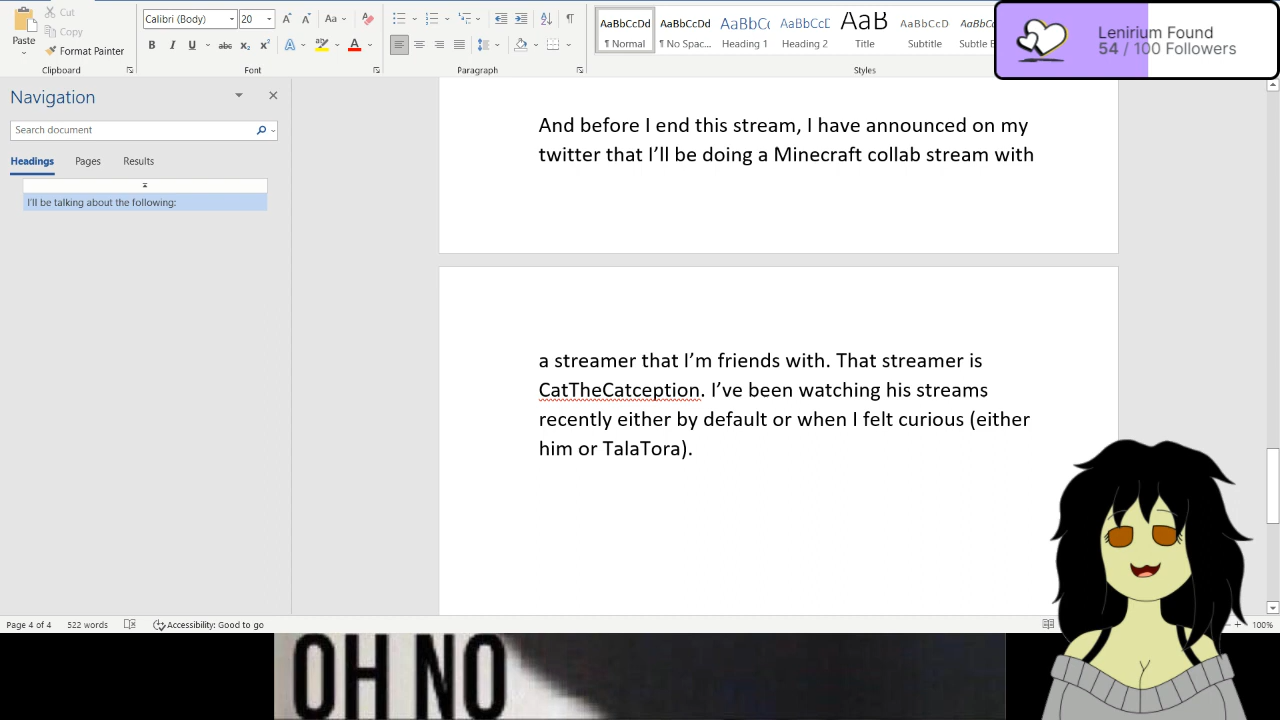 Cut
Copy
Format Painter
Paste
Clipboard
Calibri (Body)
20
Font
Paragraph
AaBbCcDd
¶ Normal
AaBbCcDd
¶ No Spac...
AaBbCc
Heading 1
AaBbCcD
Heading 2
AaB
Title
AaBbCcD
Subtitle
AaBbCcD
Subtle E
Styles
Lenirium Found
54 / 100 Followers
Navigation
Search document
Headings
Pages
Results
I'll be talking about the following:
And before I end this stream, I have announced on my
twitter that I’ll be doing a Minecraft collab stream with
a streamer that I’m friends with. That streamer is
CatTheCatception. I’ve been watching his streams
recently either by default or when I felt curious (either
him or TalaTora).
Page 4 of 4
522 words
Accessibility: Good to go
100%
OH NO